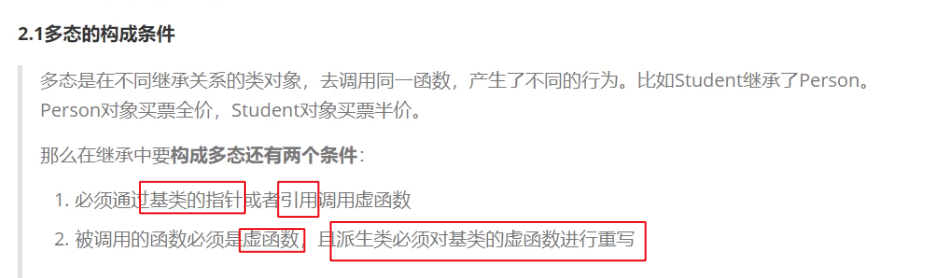 2.1多态的构成条件
多态是在不同继承关系的类对象，去调用同一函数，产生了不同的行为。比如Student继承了Person。
Person对象买票全价，Student对象买票半价。
那么在继承中要构成多态还有两个条件：
1. 必须通过基类的指针或者引用调用虚函数
2. 被调用的函数必须是虚函数，且派生类必须对基类的虚函数进行重写